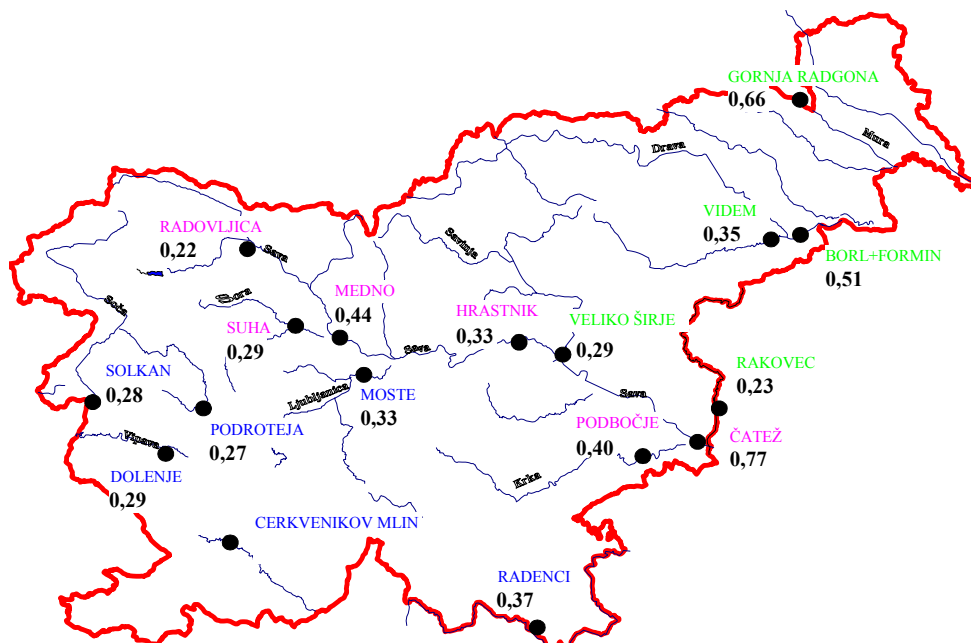 GORNJA RADGONA
0,66
Mura
Drava
VIDEM
0,35
BORL+FORMIN
0,51
RADOVLJICA
0,22
Sava
Savinja
Sora
MEDNO
0,44
Soča
SUHA
0,29
HRASTNIK
0,33
VELIKO ŠIRJE
0,29
Sava
SOLKAN
0,28
Ljubljanica
MOSTE
0,33
RAKOVEC
0,23
Sava
PODROTEJA
0,27
PODBOČJE
0,40
ČATEŽ
0,77
Vipava
DOLENJE
0,29
Krka
CERKVENIKOV MLIN
RADENCI
0,37